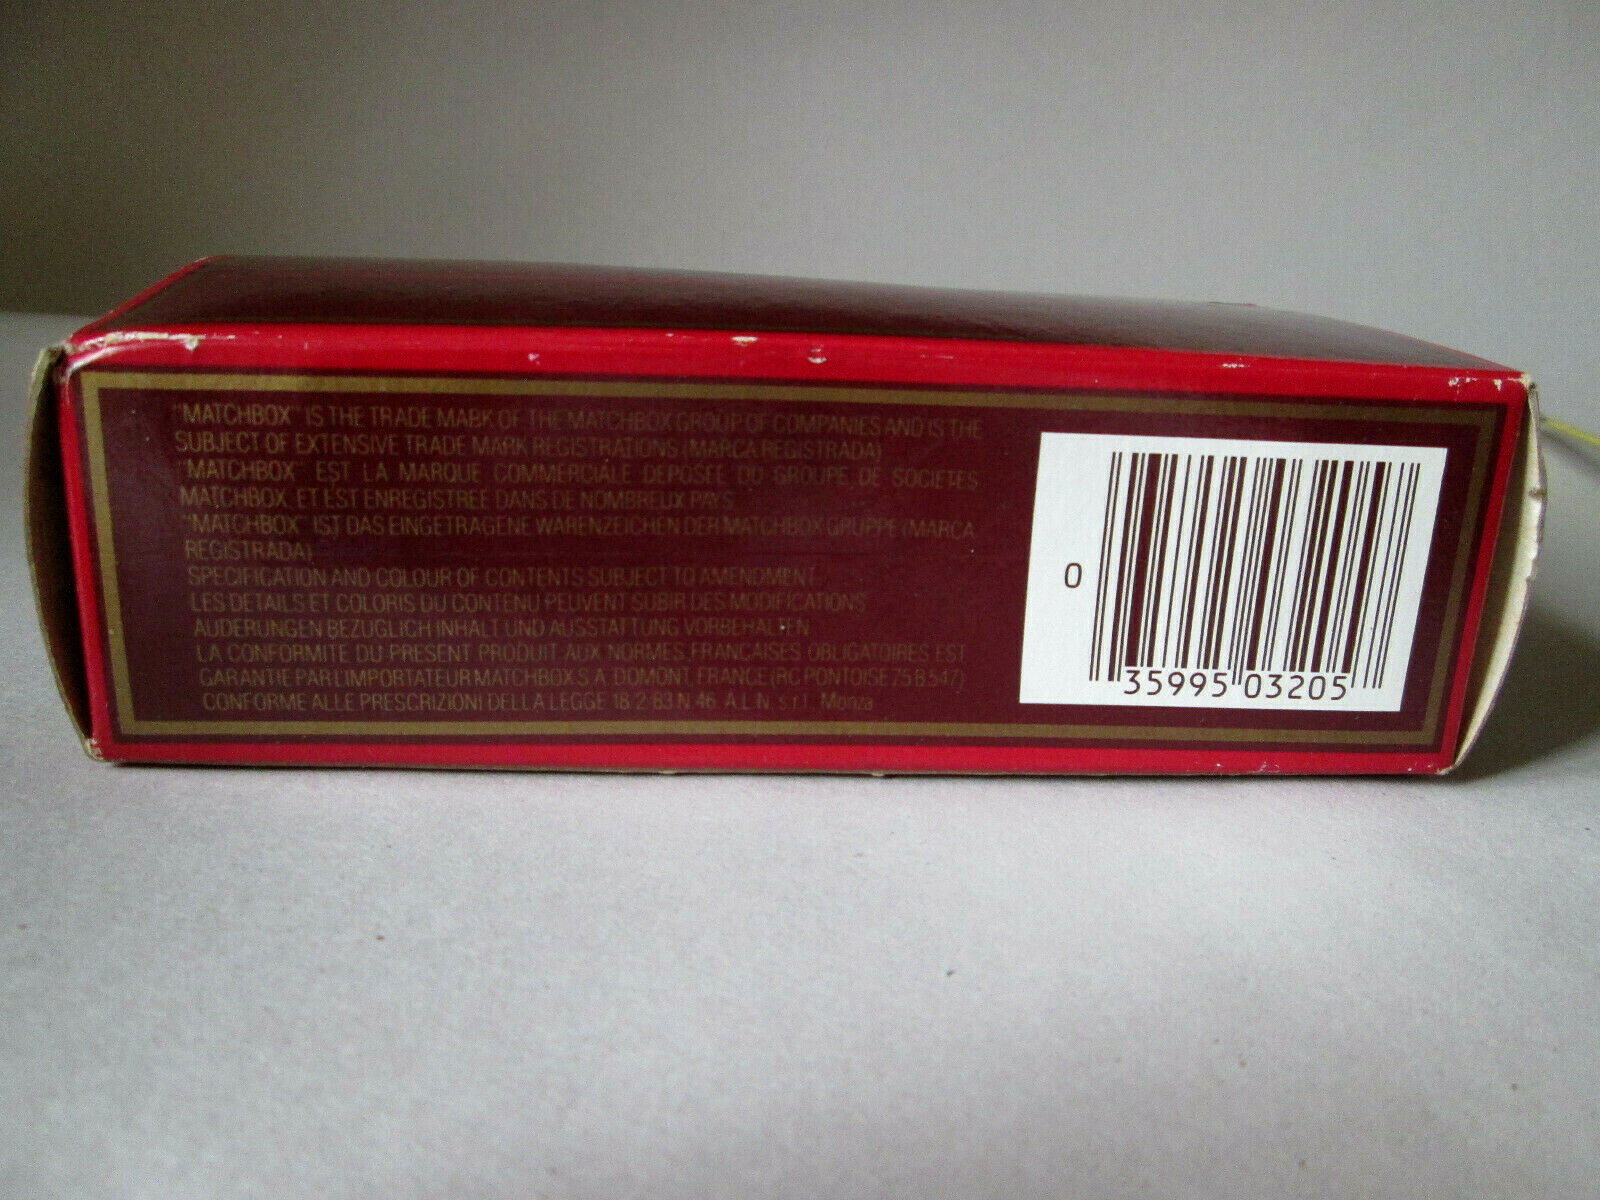 "MATCHBOX" IS THE TRADE MARK OF THE MATCHBOX GROUP OF COMPANIES AND IS THE
SUBJECT OF EXTENSIVE TRADE MARK REGISTRATIONS (MARCA REGISTRADA)
"MATCHBOX" EST LA MARQUE COMMERCIALE DEPOSEE DU GROUPE DE SOCIETES
MATCHBOX. ET EST ENREGISTREE DANS DE NOMBREUX PAYS
"MATCHBOX" IST DAS EINGETRAGENE WARENZEICHEN DER MATCHBOX GRUPPE (MARCA
REGISTRADA)
SPECIFICATION AND COLOUR OF CONTENTS SUBJECT TO AMENDMENT
LES DETAILS ET COLORIS DU CONTENU PEUVENT SUBIR DES MODIFICATIONS
AUDERUNGEN BEZUGLICH INHALT UND AUSSTATTUNG VORBEHALTEN
LA CONFORMITE DU PRESENT PRODUIT AUX NORMES FRANCAISES OBLIGATOIRES EST
GARANTIE PAR L'IMPORTATEUR MATCHBOX S.A. DOMONT, FRANCE (RC PONTOISE 75 B 547)
CONFORME ALLE PRESCRIZIONI DELLA LEGGE 18-2-83 N.46. A.L.N. s.r.l., Monza
0 35995 03205